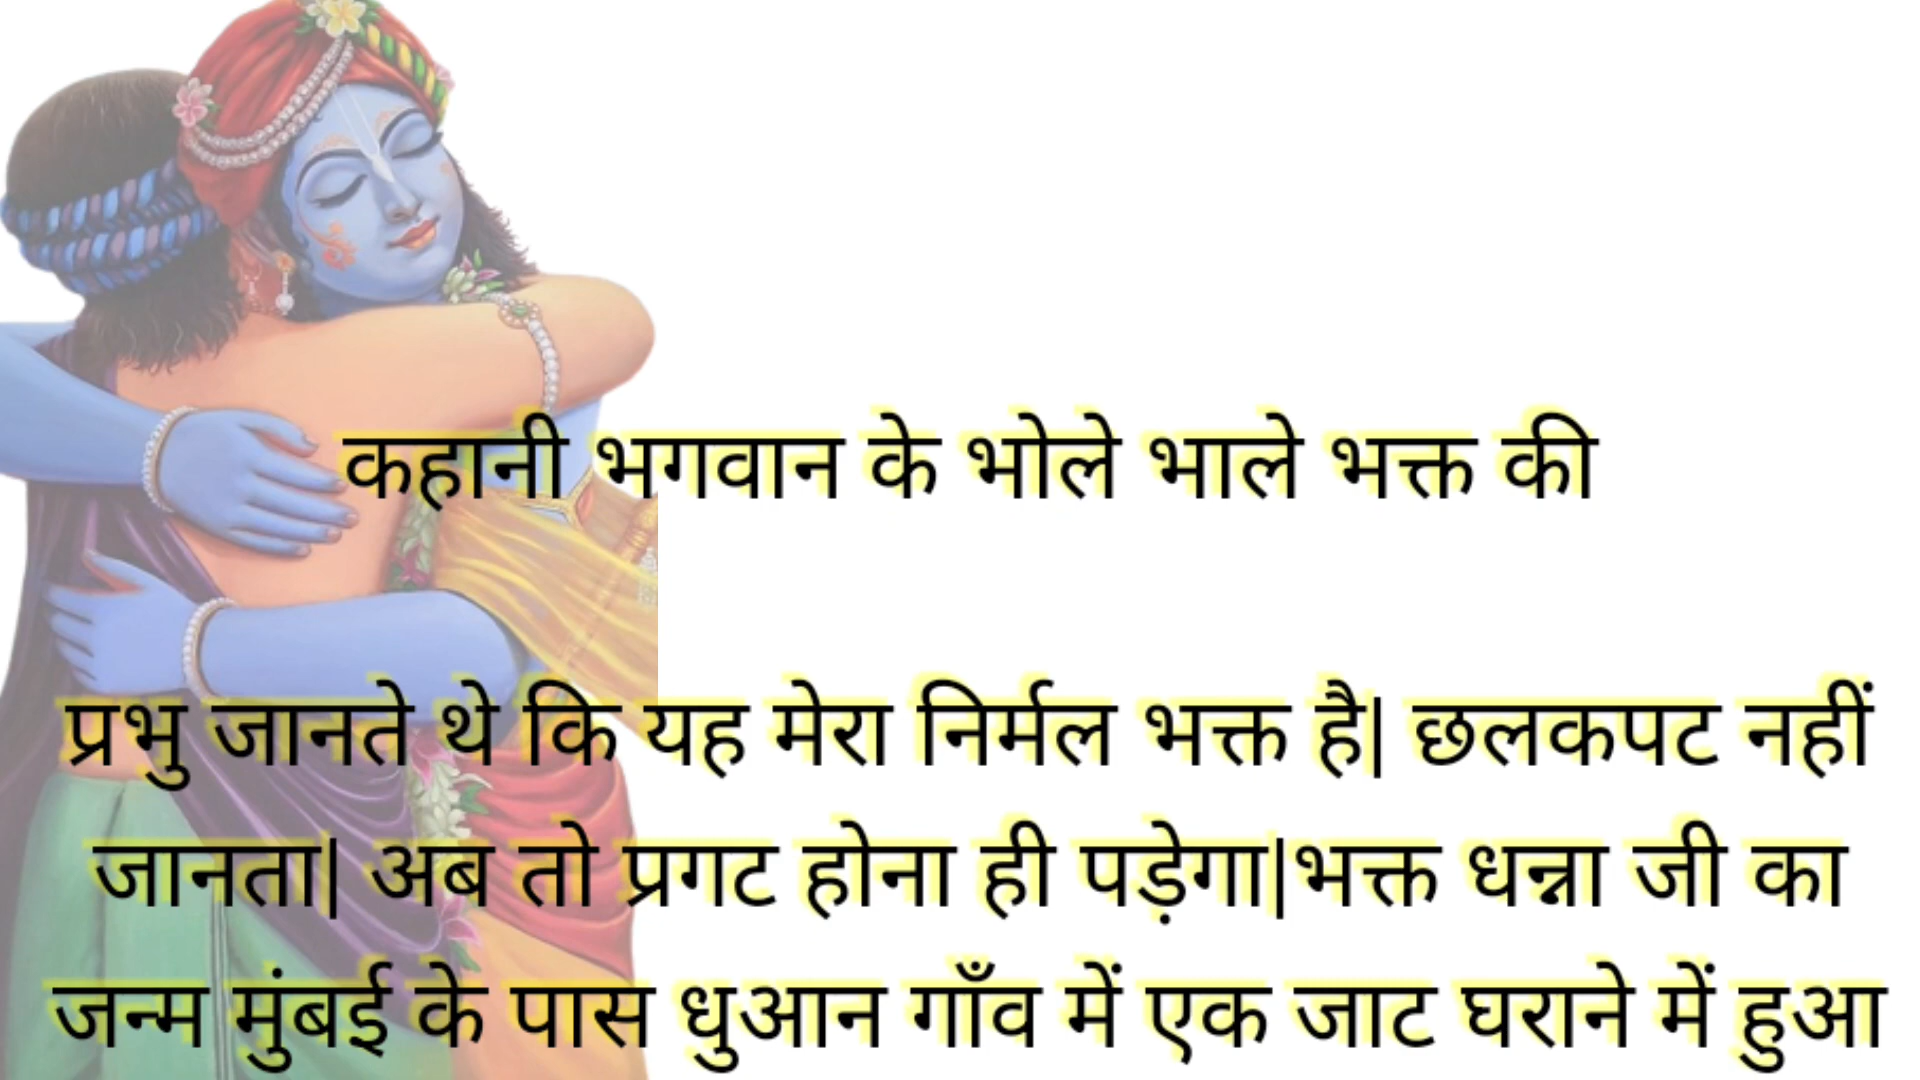 कहानी भगवान के भोले भाले भक्त की
प्रभु जानते थे कि यह मेरा निर्मल भक्त है| छलकपट नहीं
जानता| अब तो प्रगट होना ही पड़ेगा|भक्त धन्ना जी का
जन्म मुंबई के पास धुआन गाँव में एक जाट घराने में हुआ